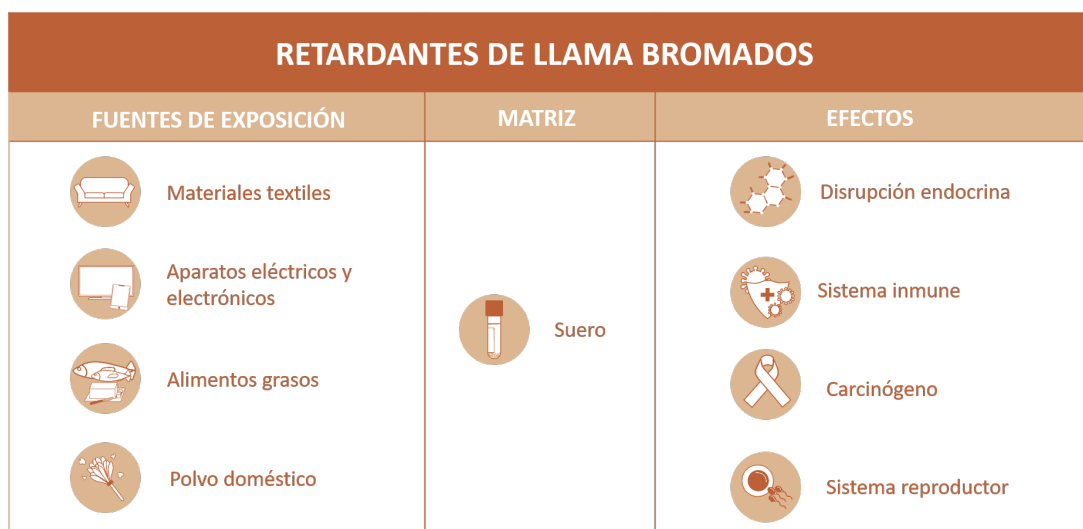 RETARDANTES DE LLAMA BROMADOS
FUENTES DE EXPOSICIÓN
MATRIZ
EFECTOS
Materiales textiles
Aparatos eléctricos y
electrónicos
Alimentos grasos
Polvo doméstico
Suero
Disrupción endocrina
Sistema inmune
Carcinógeno
Sistema reproductor